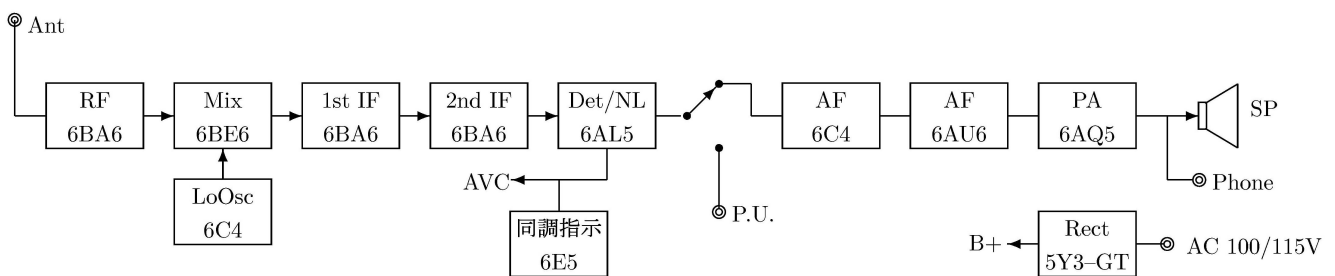 Ant
RF
6BA6
Mix
6BE6
1st IF
6BA6
2nd IF
6BA6
Det/NL
6AL5
AF
6C4
AF
6AU6
PA
6AQ5
SP
LoOsc
6C4
AVC
同調指示
6E5
P.U.
Phone
B+
Rect
5Y3–GT
AC 100/115V